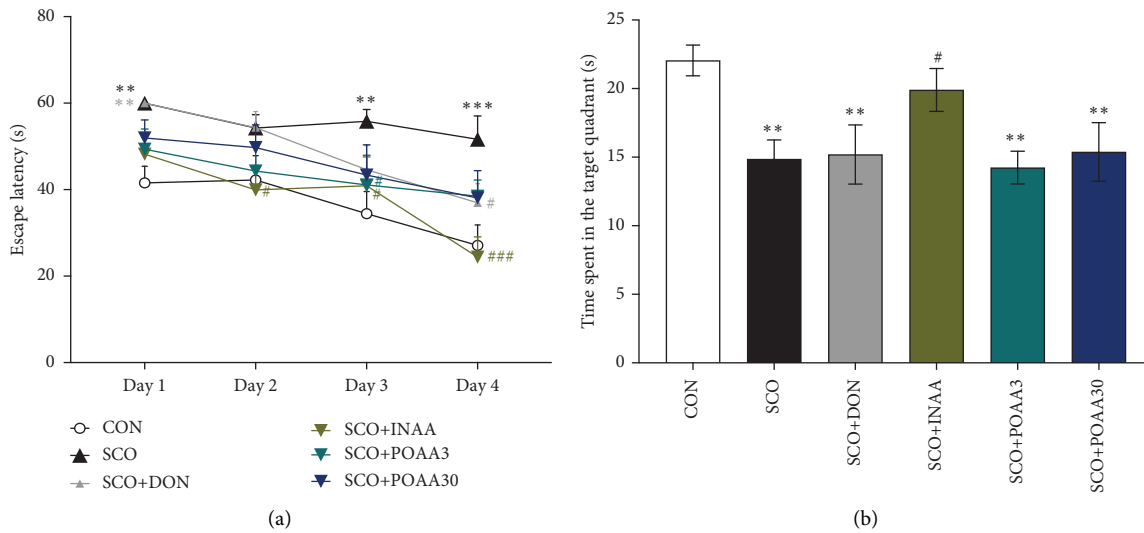 80
60
40
20
0
Escape latency (s)
**
**
**
***
#
#
#
#
###
Day 1
Day 2
Day 3
Day 4
CON
SCO
SCO+DON
SCO+INAA
SCO+POAA3
SCO+POAA30
(a)
25
20
15
10
5
0
Time spent in the target quadrant (s)
**
**
#
**
**
CON
SCO
SCO+DON
SCO+INAA
SCO+POAA3
SCO+POAA30
(b)